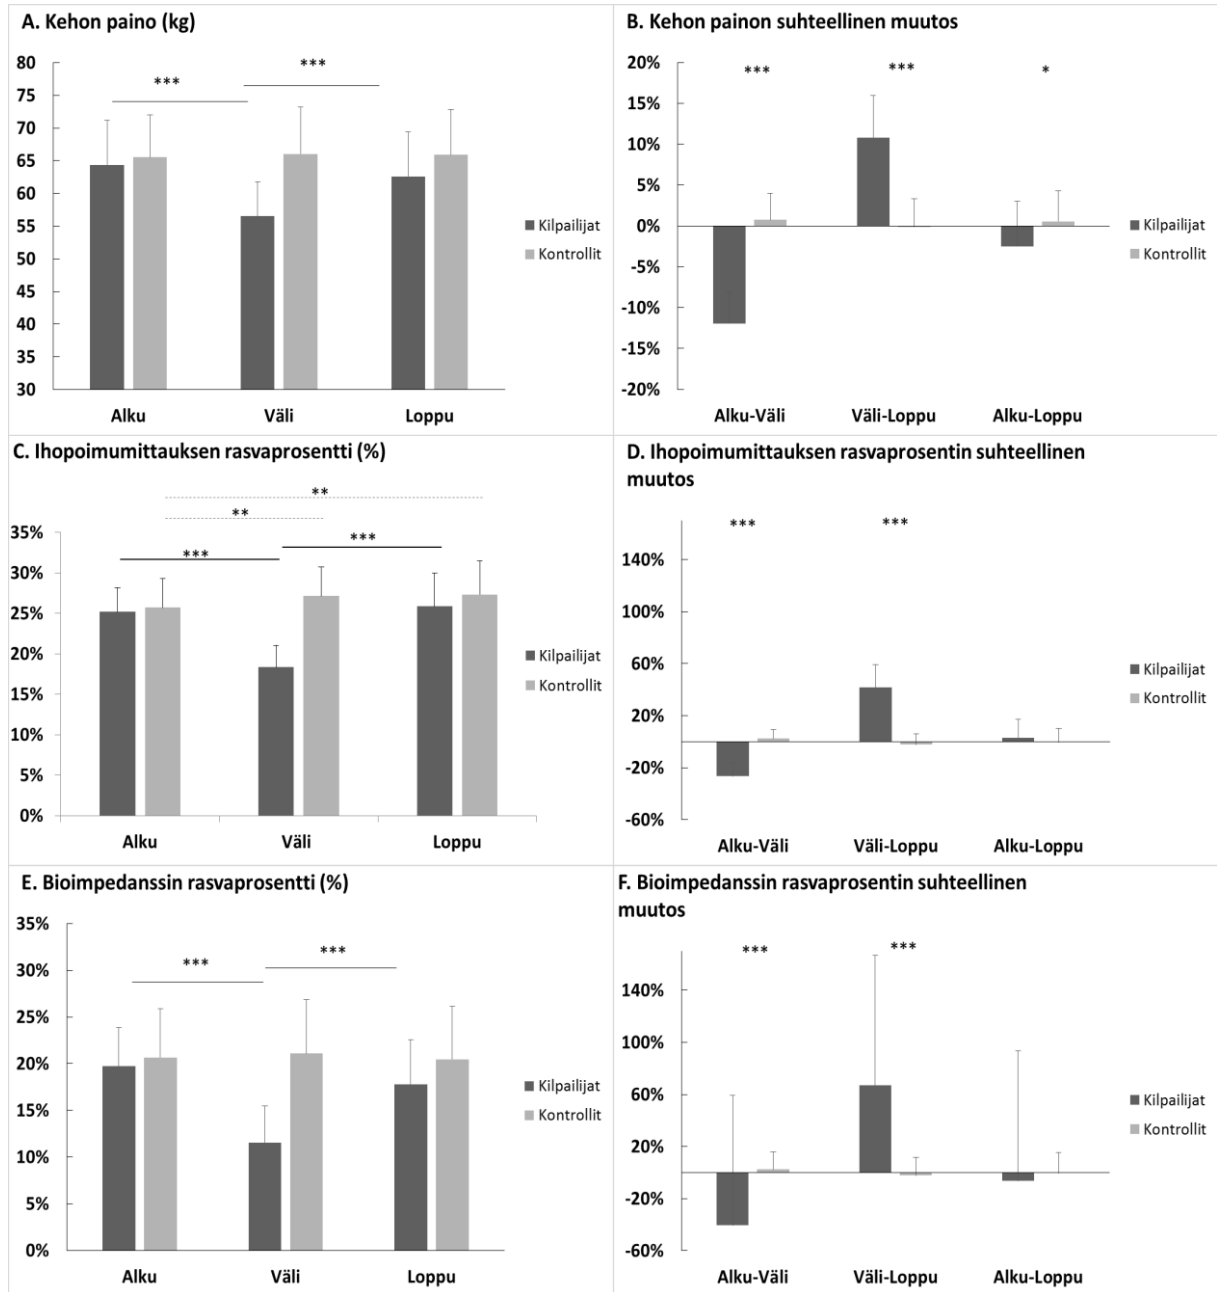 A. Kehon paino (kg)
80
75
70
65
60
55
50
45
40
35
30
***
***
Alku
Väli
Loppu
Kilpailijat
Kontrollit
B. Kehon painon suhteellinen muutos
20%
15%
10%
5%
0%
-5%
-10%
-15%
-20%
***
***
*
Alku-Väli
Väli-Loppu
Alku-Loppu
Kilpailijat
Kontrollit
C. Ihopoimumittauksen rasvaprosentti (%)
35%
30%
25%
20%
15%
10%
5%
0%
**
**
***
***
Alku
Väli
Loppu
Kilpailijat
Kontrollit
D. Ihopoimumittauksen rasvaprosentin suhteellinen
muutos
140%
100%
60%
20%
-20%
-60%
***
***
Alku-Väli
Väli-Loppu
Alku-Loppu
Kilpailijat
Kontrollit
E. Bioimpedanssin rasvaprosentti (%)
35%
30%
25%
20%
15%
10%
5%
0%
***
***
Alku
Väli
Loppu
Kilpailijat
Kontrollit
F. Bioimpedanssin rasvaprosentin suhteellinen
muutos
140%
100%
60%
20%
-20%
-60%
***
***
Alku-Väli
Väli-Loppu
Alku-Loppu
Kilpailijat
Kontrollit